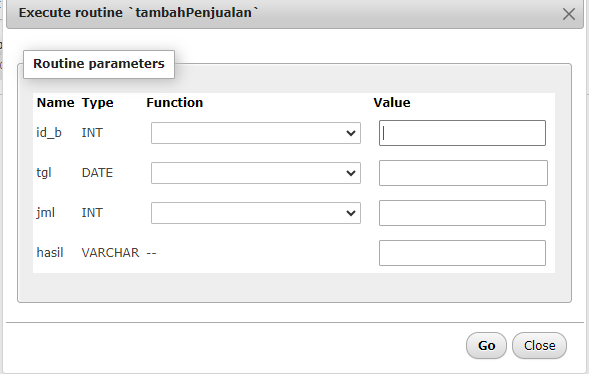 Execute routine `tambahPenjualan`
Routine parameters
Name Type Function Value
id_b INT
tgl DATE
jml INT
hasil VARCHAR --
Go Close